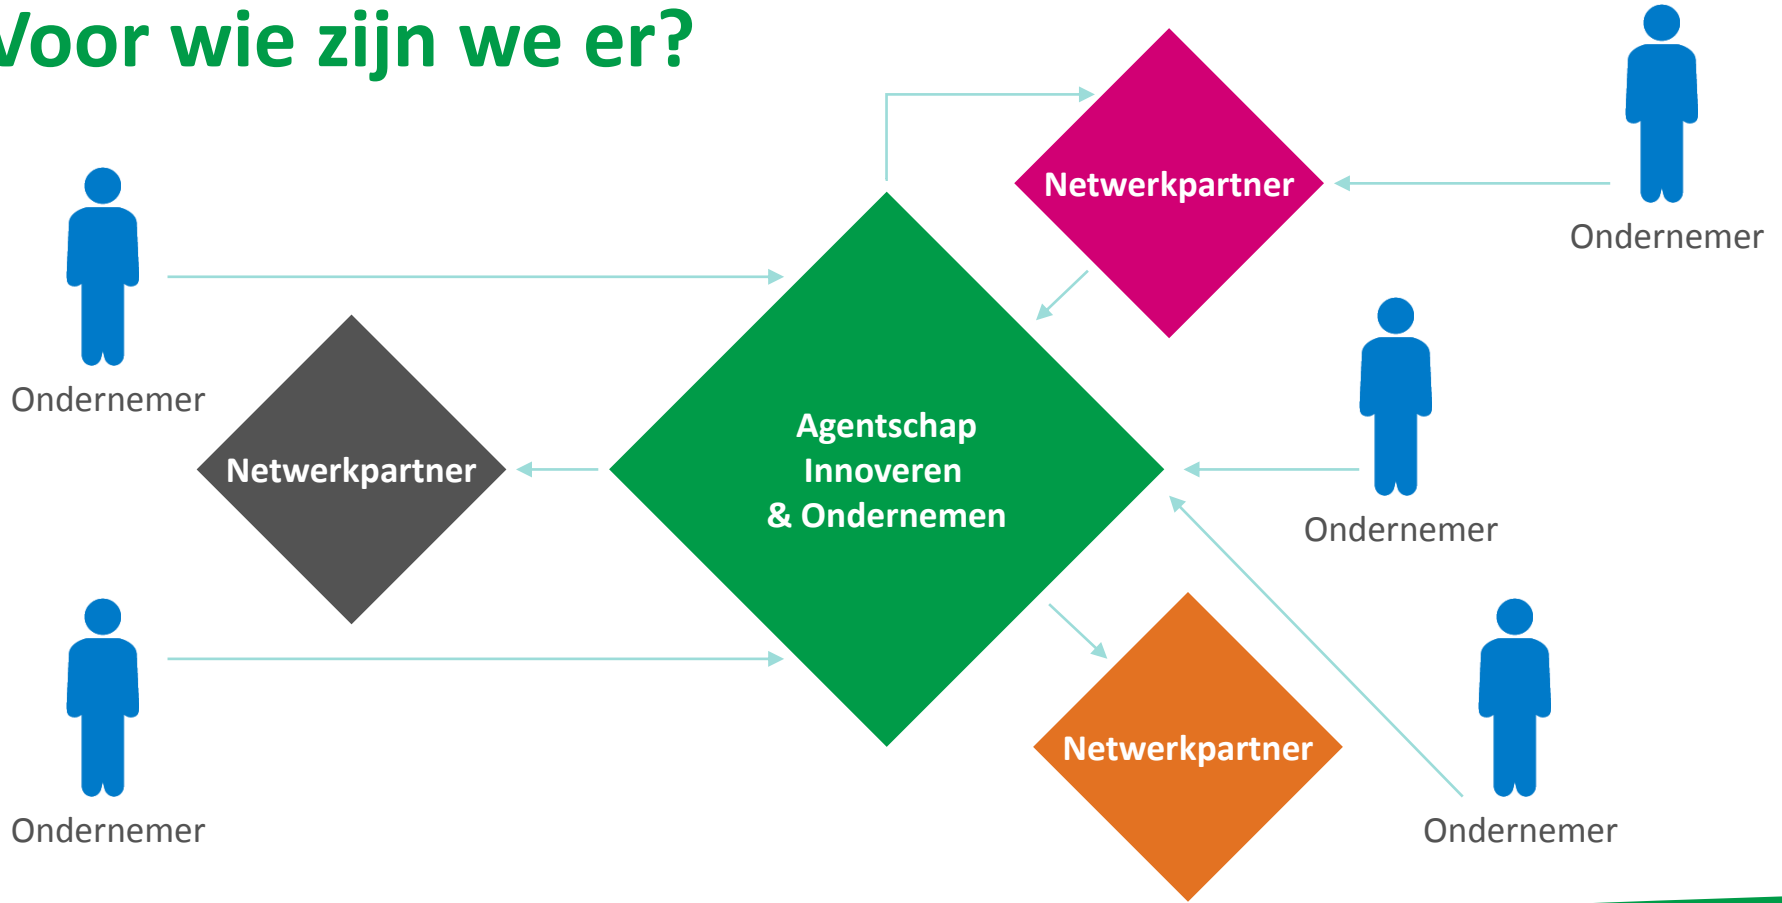 Voor wie zijn we er?
Netwerkpartner
Ondernemer
Ondernemer
Netwerkpartner
Agentschap
Innoveren
& Ondernemen
Ondernemer
Netwerkpartner
Ondernemer
Ondernemer